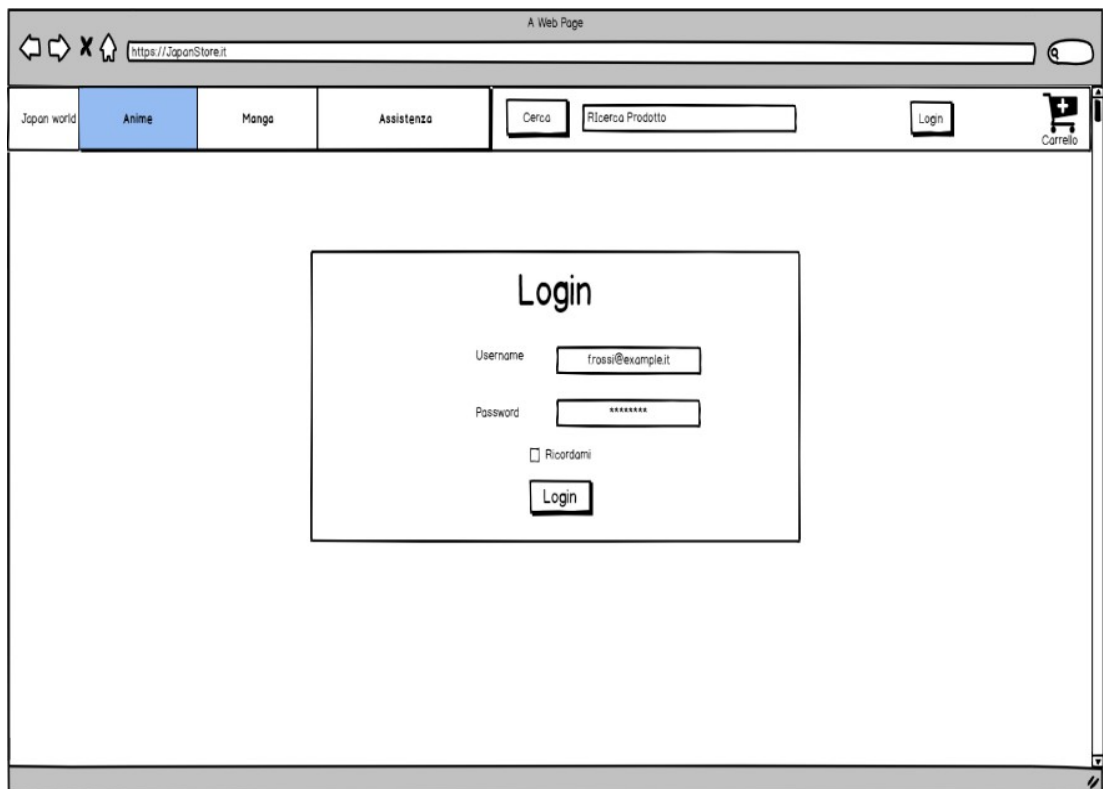 A Web Page
https://JapanStore.it
Japan world
Anime
Manga
Assistenza
Cerca
RIcerca Prodotto
Login
Carrello
Login
Username
frossi@example.it
Password
********
Ricordami
Login